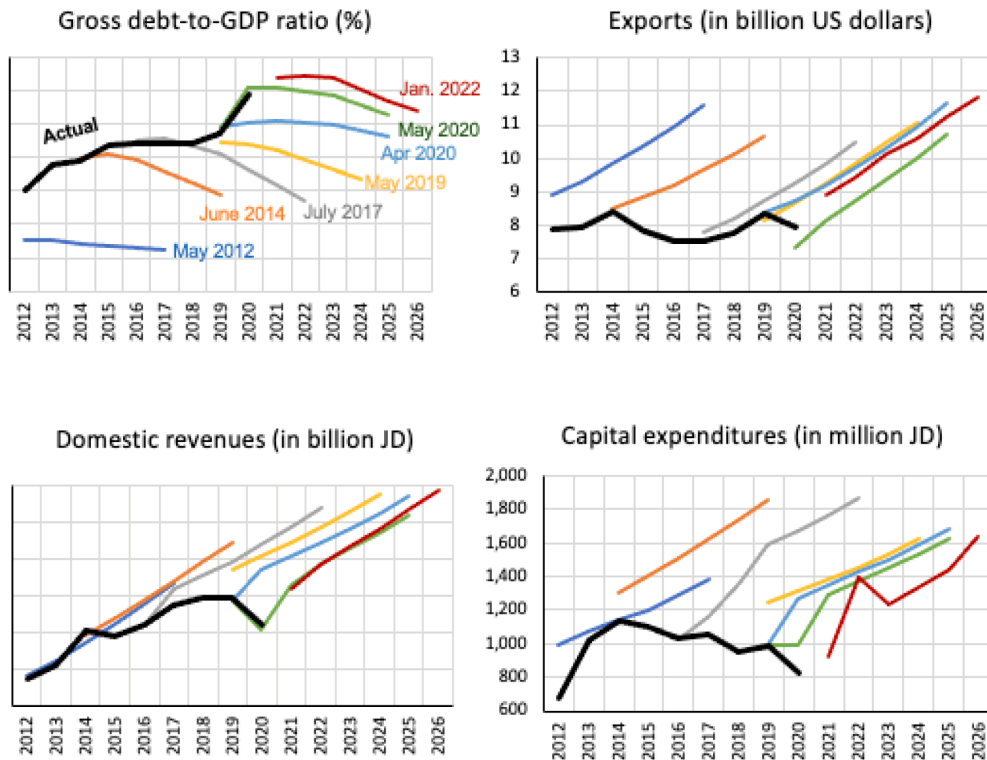 Gross debt-to-GDP ratio (%)
Actual
Jan. 2022
May 2020
Apr 2020
May 2019
July 2017
June 2014
May 2012
2012 2013 2014 2015 2016 2017 2018 2019 2020 2021 2022 2023 2024 2025 2026
Exports (in billion US dollars)
13
12
11
10
9
8
7
6
2012 2013 2014 2015 2016 2017 2018 2019 2020 2021 2022 2023 2024 2025 2026
Domestic revenues (in billion JD)
2012 2013 2014 2015 2016 2017 2018 2019 2020 2021 2022 2023 2024 2025 2026
Capital expenditures (in million JD)
2,000
1,800
1,600
1,400
1,200
1,000
800
600
2012 2013 2014 2015 2016 2017 2018 2019 2020 2021 2022 2023 2024 2025 2026